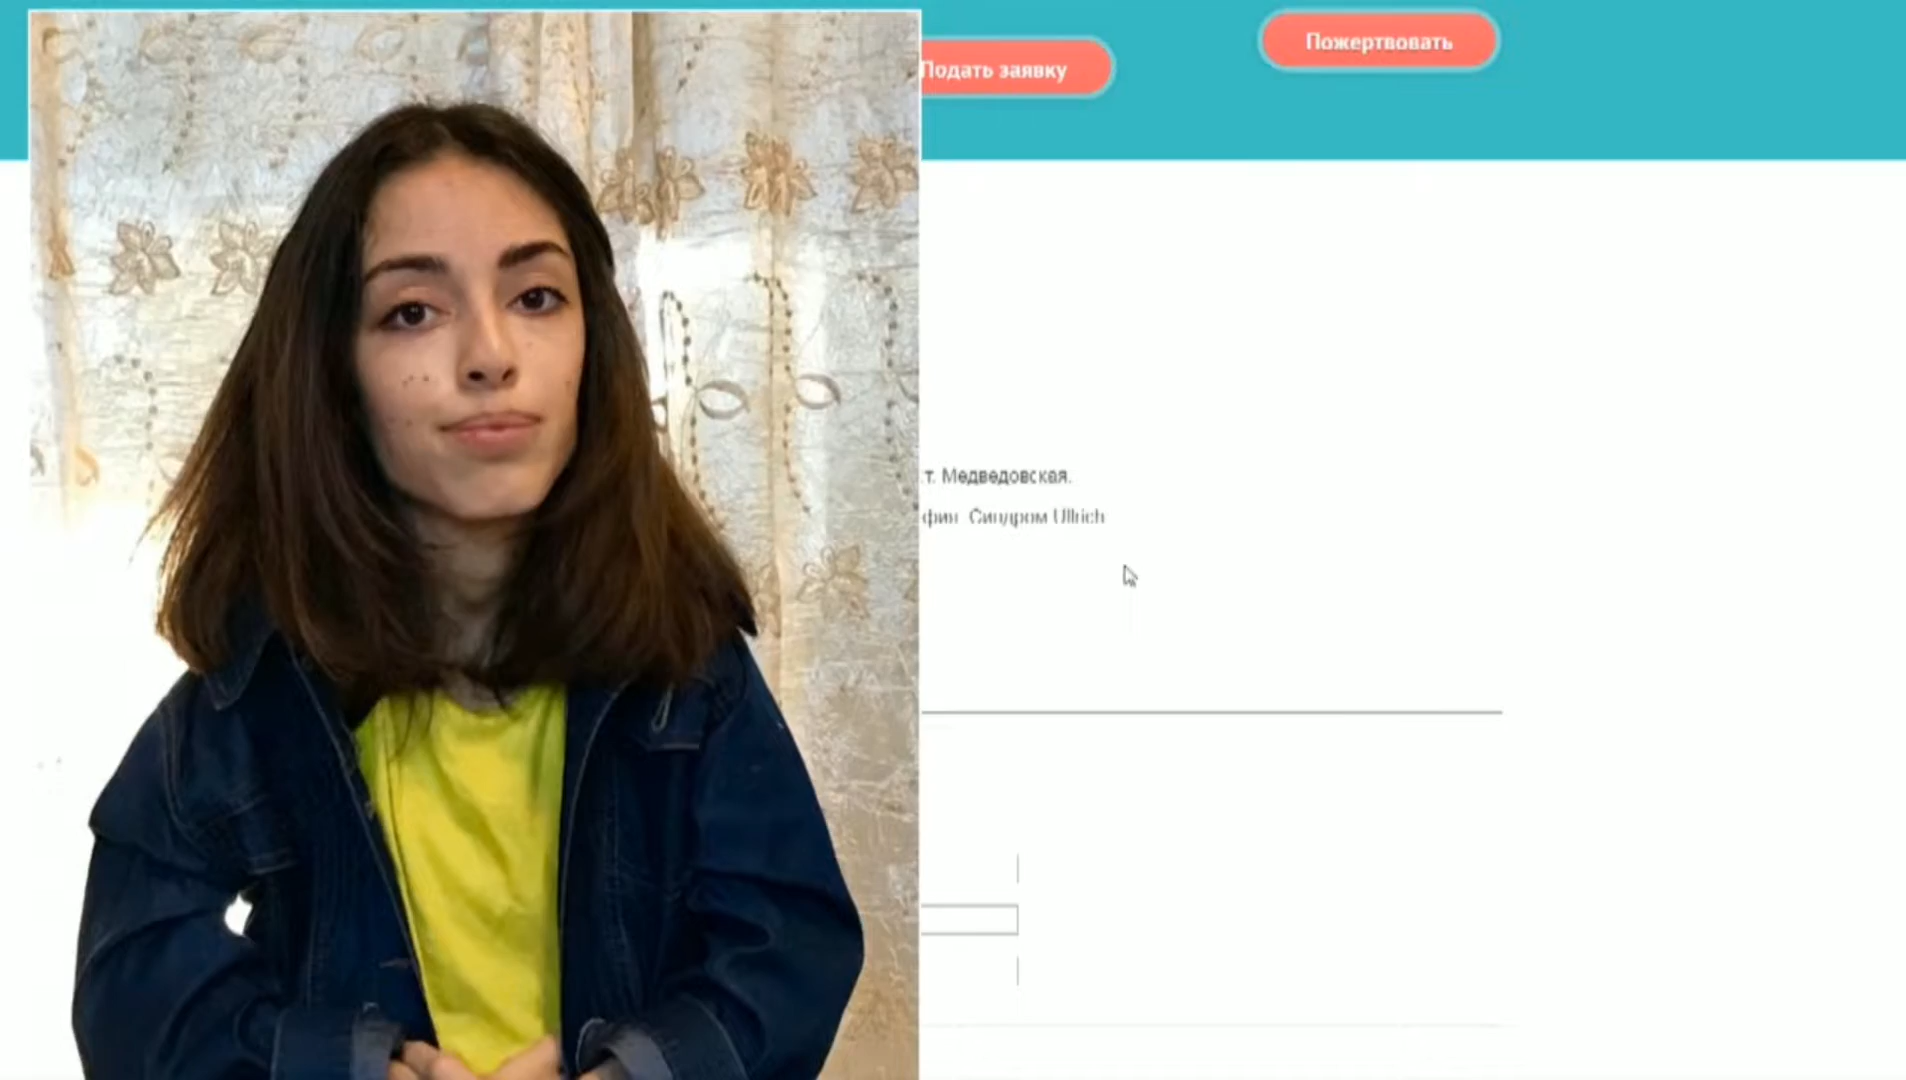 Пожертвовать
Подать заявку
т. Медведовская.
фия Синдром Ullrich